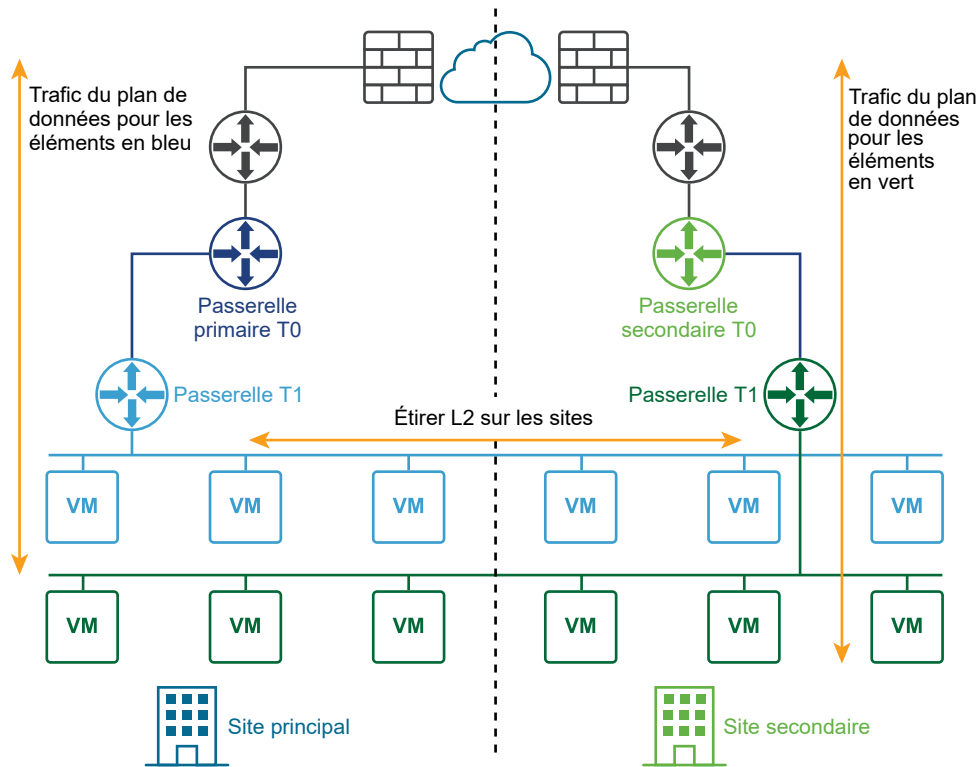 Trafic du plan de
données pour les
éléments en bleu
Trafic du plan
de données
pour les
éléments
en vert
Passerelle
primaire T0
Passerelle
secondaire T0
Passerelle T1
Passerelle T1
Étirer L2 sur les sites
VM VM VM VM VM VM
VM VM VM VM VM VM
Site principal
Site secondaire